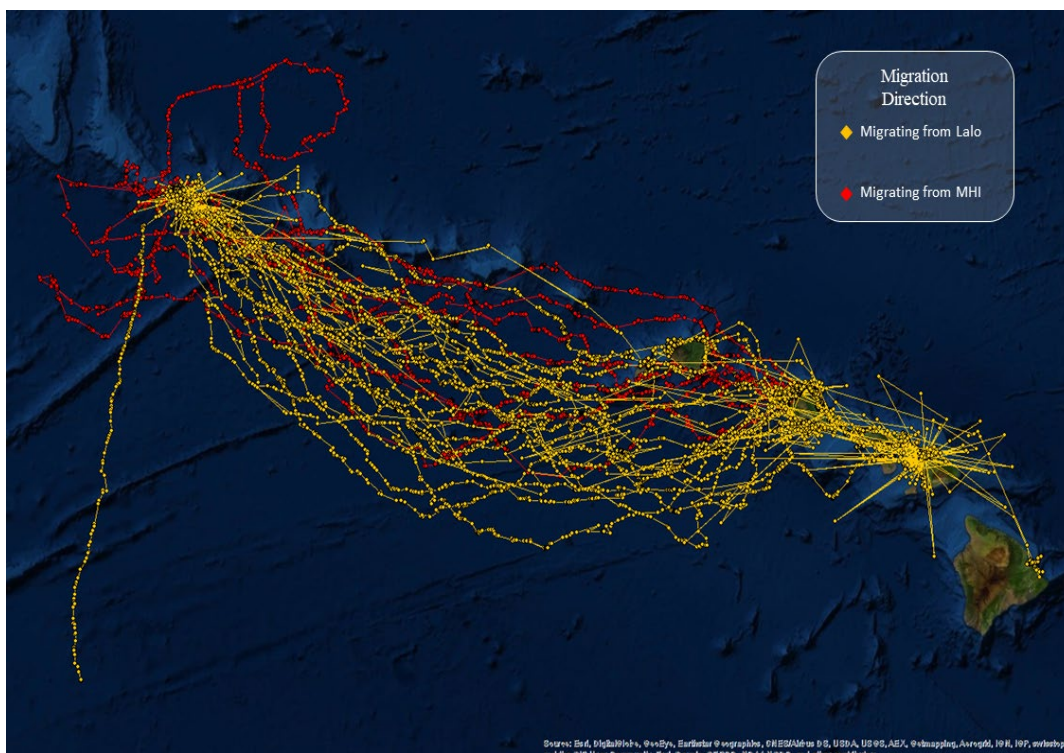 Migration
Direction
Migrating from Lalo
Migrating from MHI
Source: Esri, DigitalGlobe, GeoEye, Earthstar Geographics, CNES/Airbus DS, USDA, USGS, AEX, Getmapping, Aerogrid, IGN, IGP,